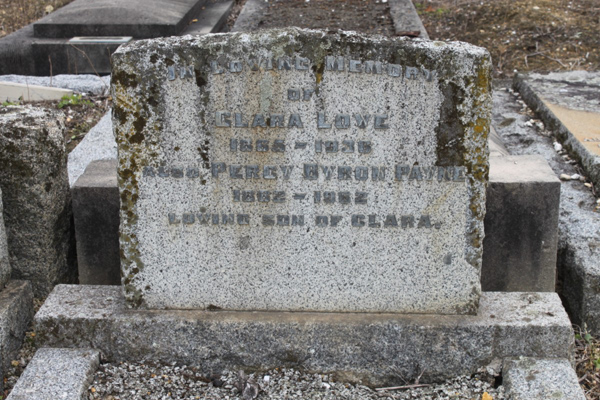 IN LOVING MEMORY
OF
CLARA LOWE
ALSO PERCY BYRON PAYNE
LOVING SON OF CLARA.